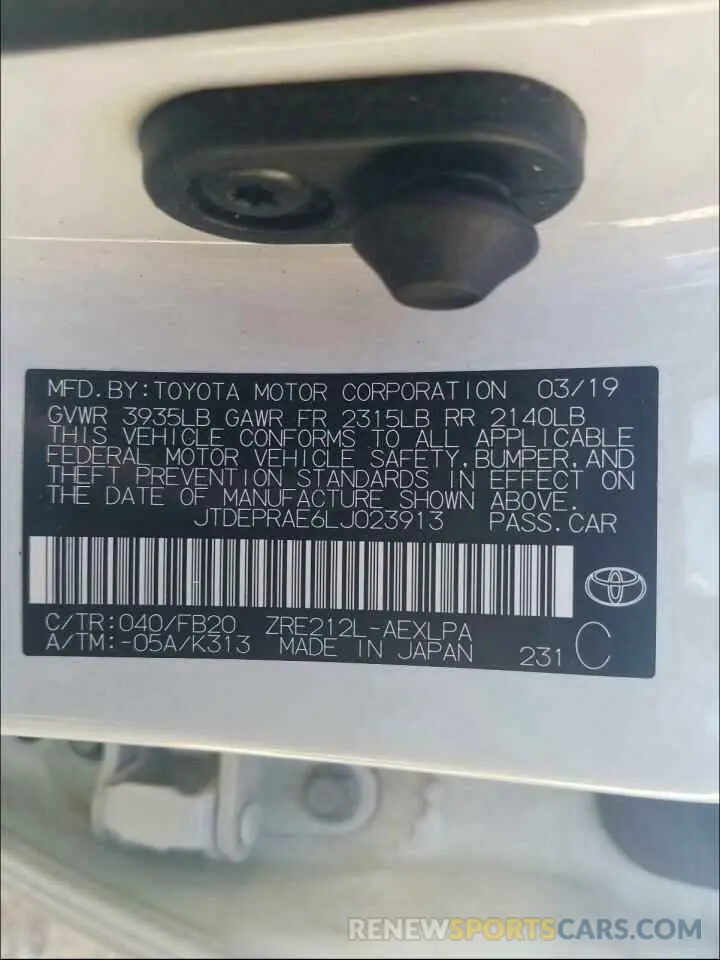 MFD.BY:TOYOTA MOTOR CORPORATION 03/19
GVWR 3935LB GAWR FR 2315LB RR 2140LB
THIS VEHICLE CONFORMS TO ALL APPLICABLE
FEDERAL MOTOR VEHICLE SAFETY,BUMPER,AND
THEFT PREVENTION STANDARDS IN EFFECT ON
THE DATE OF MANUFACTURE SHOWN ABOVE.
JTDEPRAE6LJ023913 PASS.CAR
C/TR:040/FB20 ZRE212L-AEXLPA
A/TM:-05A/K313 MADE IN JAPAN 231 C
RENEWSPORTSCARS.COM